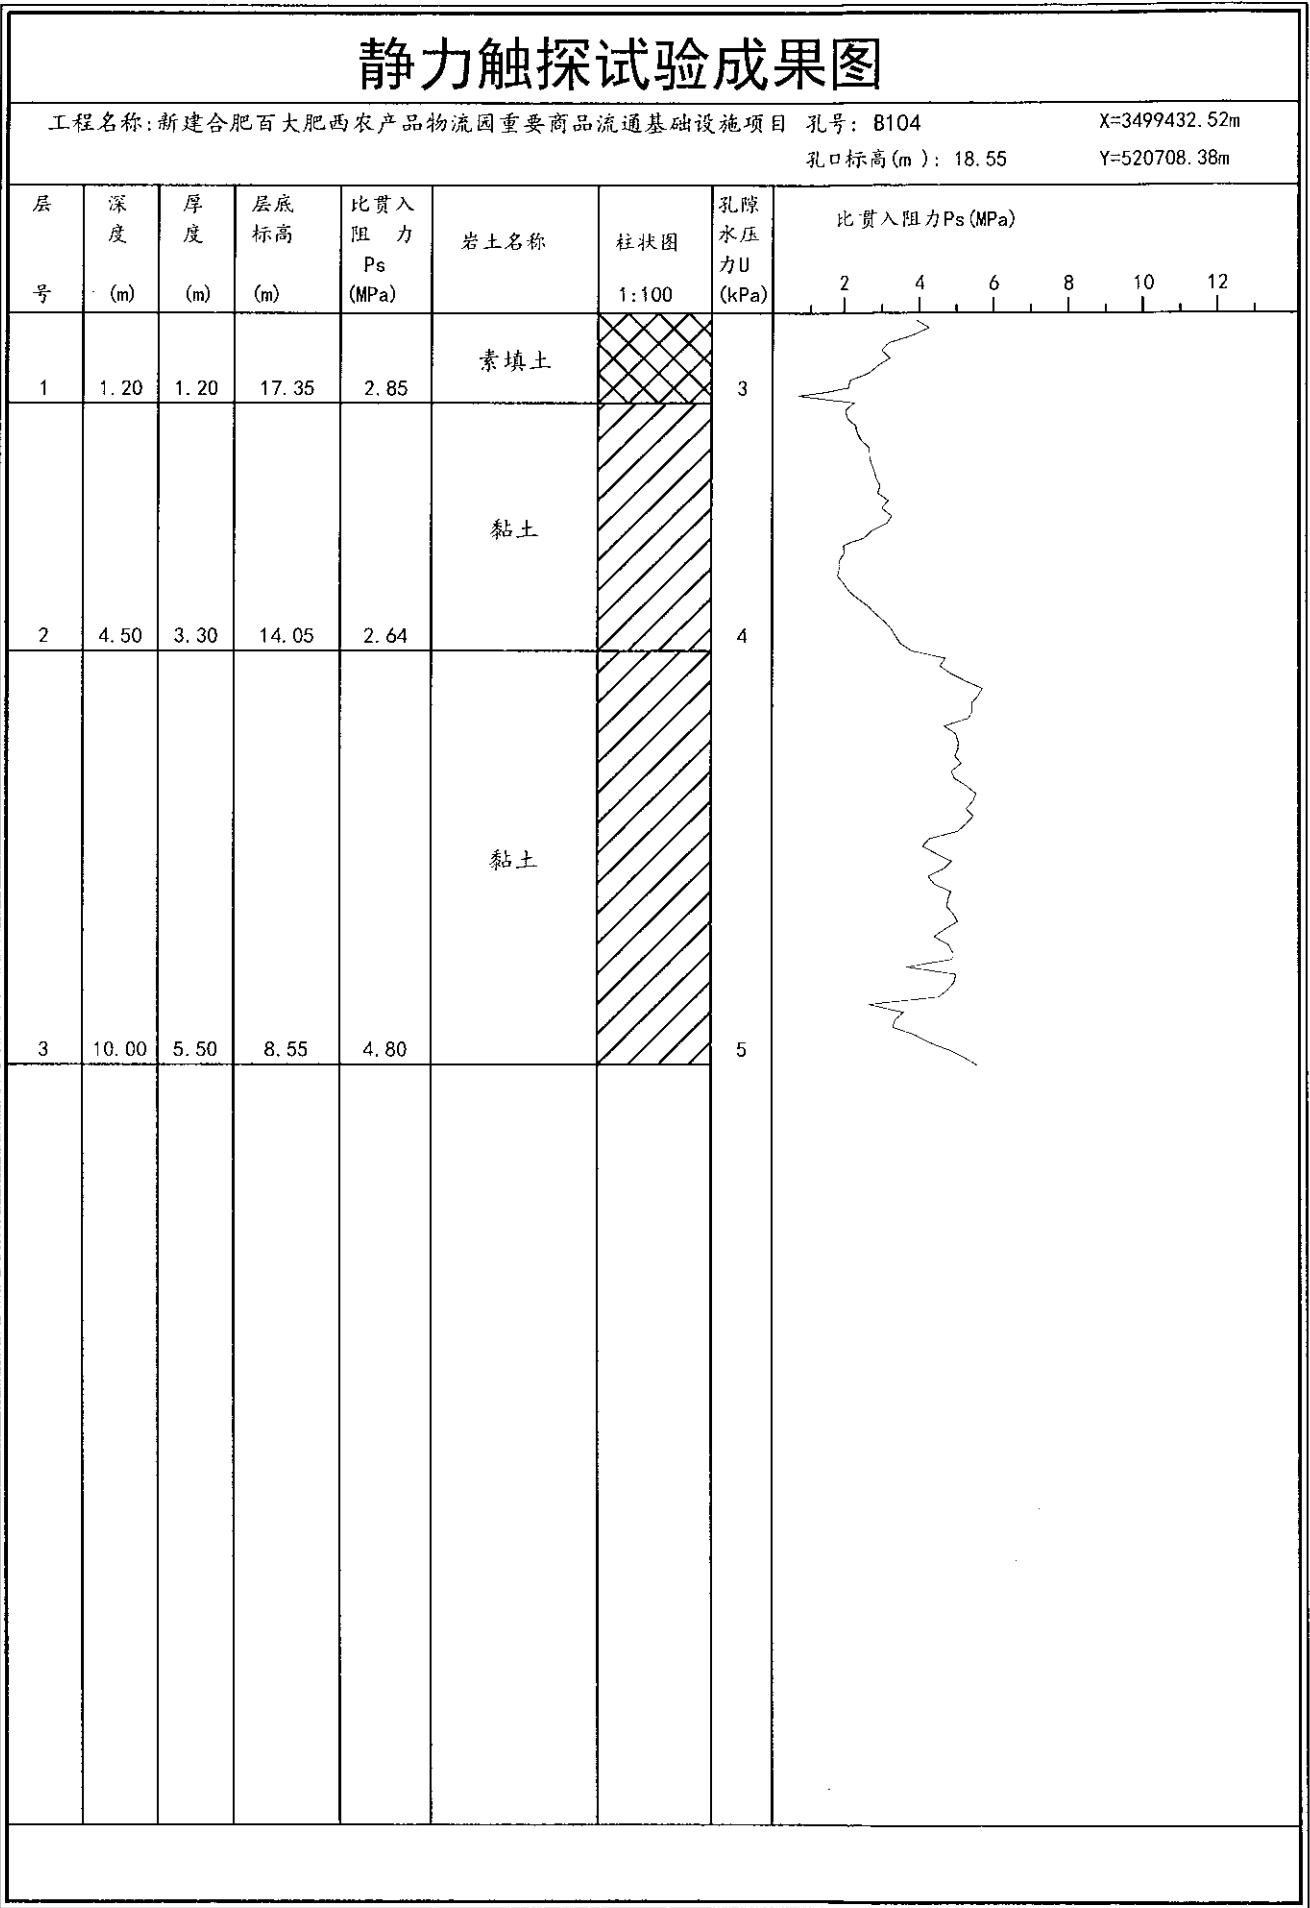 静力触探试验成果图
工程名称:新建合肥百大肥西农产品物流园重要商品流通基础设施项目 孔号: B104 X=3499432.52m
孔口标高(m): 18.55 Y=520708.38m
层号 深度(m) 厚度(m) 层底标高(m) 比贯入阻力Ps(MPa) 岩土名称 柱状图1:100 孔隙水压力U(kPa) 比贯入阻力Ps(MPa)
2 4 6 8 10 12
素填土
1 1.20 1.20 17.35 2.85 3
黏土
2 4.50 3.30 14.05 2.64 4
黏土
3 10.00 5.50 8.55 4.80 5